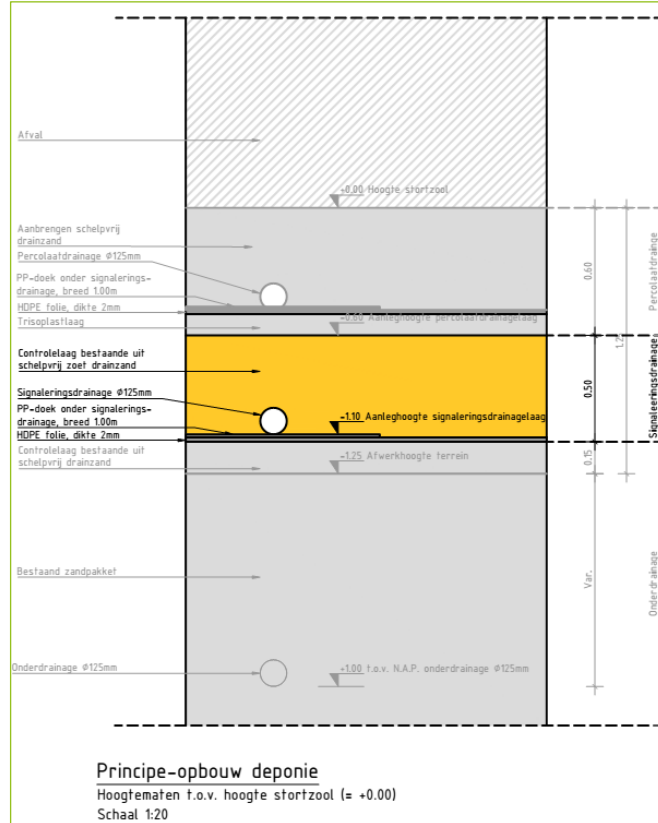 Afval
+0.00 Hoogte stortzool
Aanbrengen schelpvrij
drainzand
Percolaatdrainage Ø125mm
PP-doek onder signalerings-
drainage, breed 1.00m
HDPE folie, dikte 2mm
Trisoplastlaag
-0.60 Aanleghoogte percolaatdrainagelaag
Controlelaag bestaande uit
schelpvrij zoet drainzand
Signaleringsdrainage Ø125mm
PP-doek onder signalerings-
drainage, breed 1.00m
HDPE folie, dikte 2mm
-1.10 Aanleghoogte signaleringsdrainagelaag
Controlelaag bestaande uit
schelpvrij drainzand
-1.25 Afwerkhoogte terrein
Bestaand zandpakket
Onderdrainage Ø125mm
+1.00 t.o.v. N.A.P. onderdrainage Ø125mm
0.60
0.50
0.15
Var.
Percolaatdrainge
Signaleeringsdrainage
Onderdrainage
Principe-opbouw deponie
Hoogtematen t.o.v. hoogte stortzool (= +0.00)
Schaal 1:20